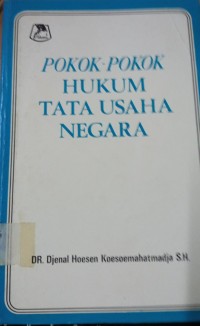 POKOK-POKOK
HUKUM
TATA USAHA
NEGARA
DR. Djenal Hoesen Koesoemahatmadja S.H.